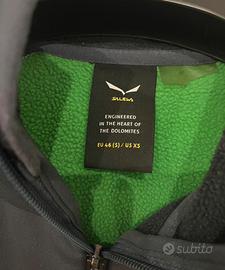 SALEWA
ENGINEERED
IN THE HEART OF
THE DOLOMITES
EU 46 (S) / US XS
subito